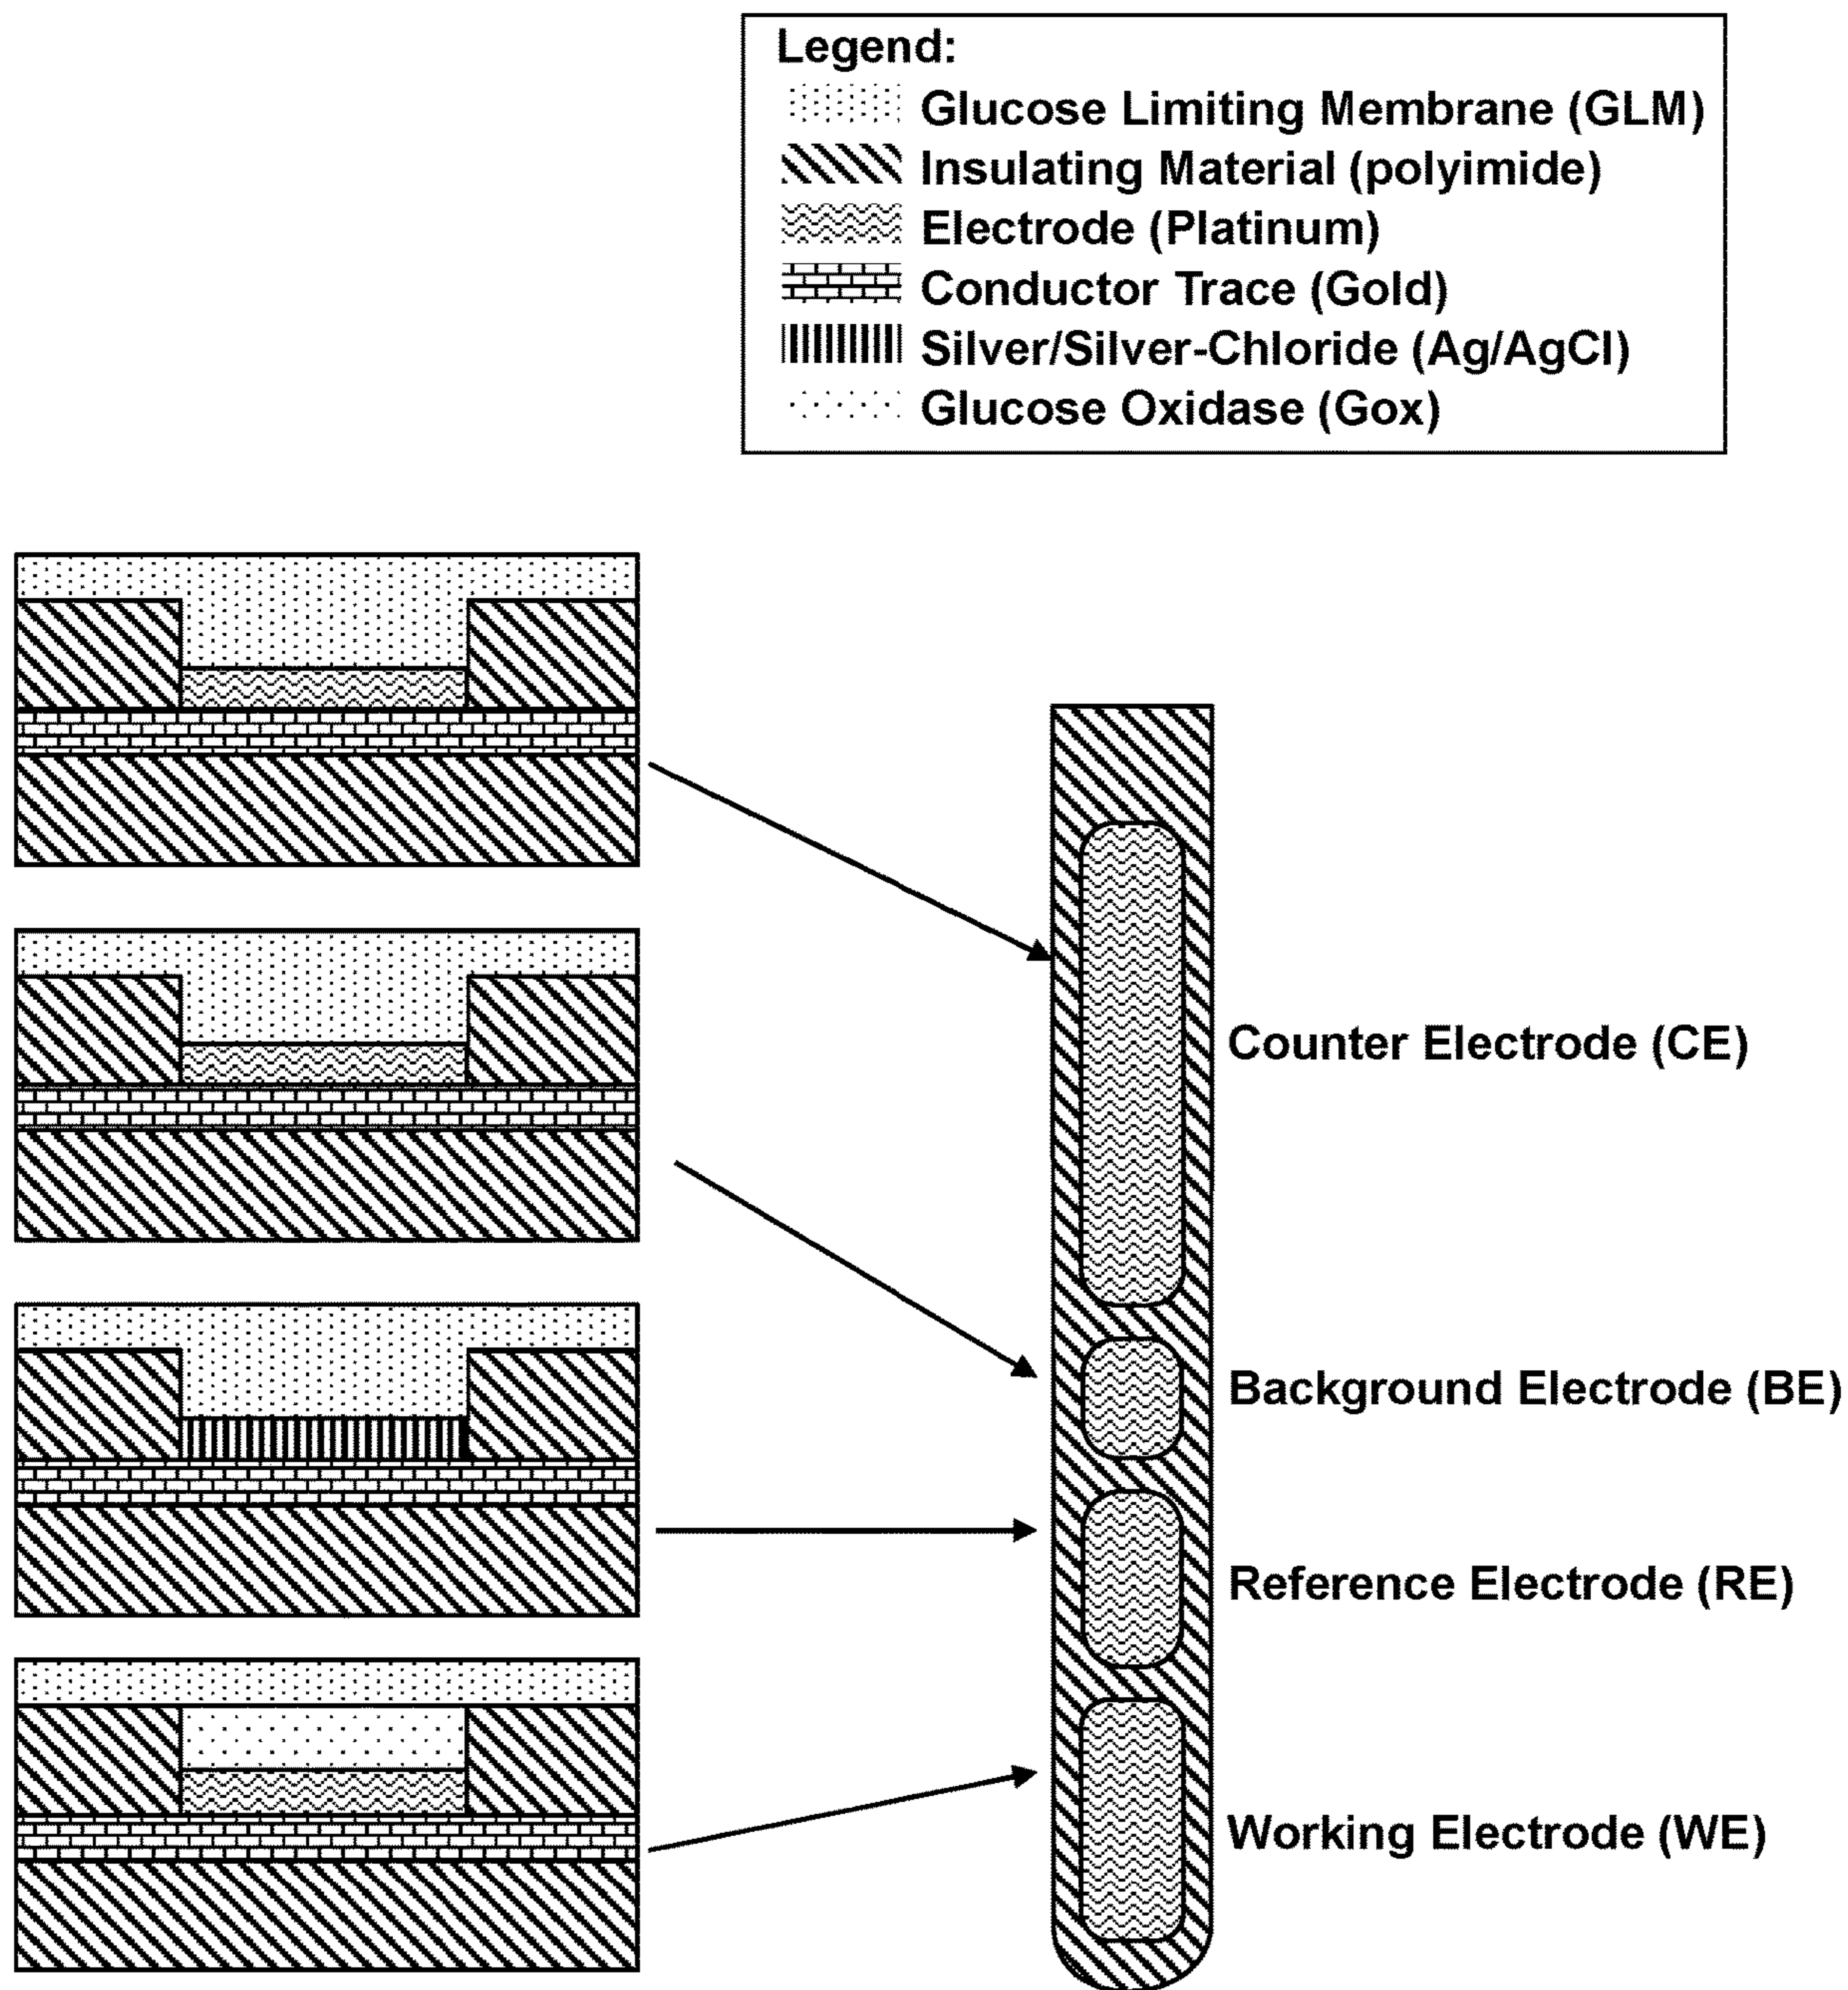 Legend:
Glucose Limiting Membrane (GLM)
Insulating Material (polyimide)
Electrode (Platinum)
Conductor Trace (Gold)
Silver/Silver-Chloride (Ag/AgCl)
Glucose Oxidase (Gox)
Counter Electrode (CE)
Background Electrode (BE)
Reference Electrode (RE)
Working Electrode (WE)